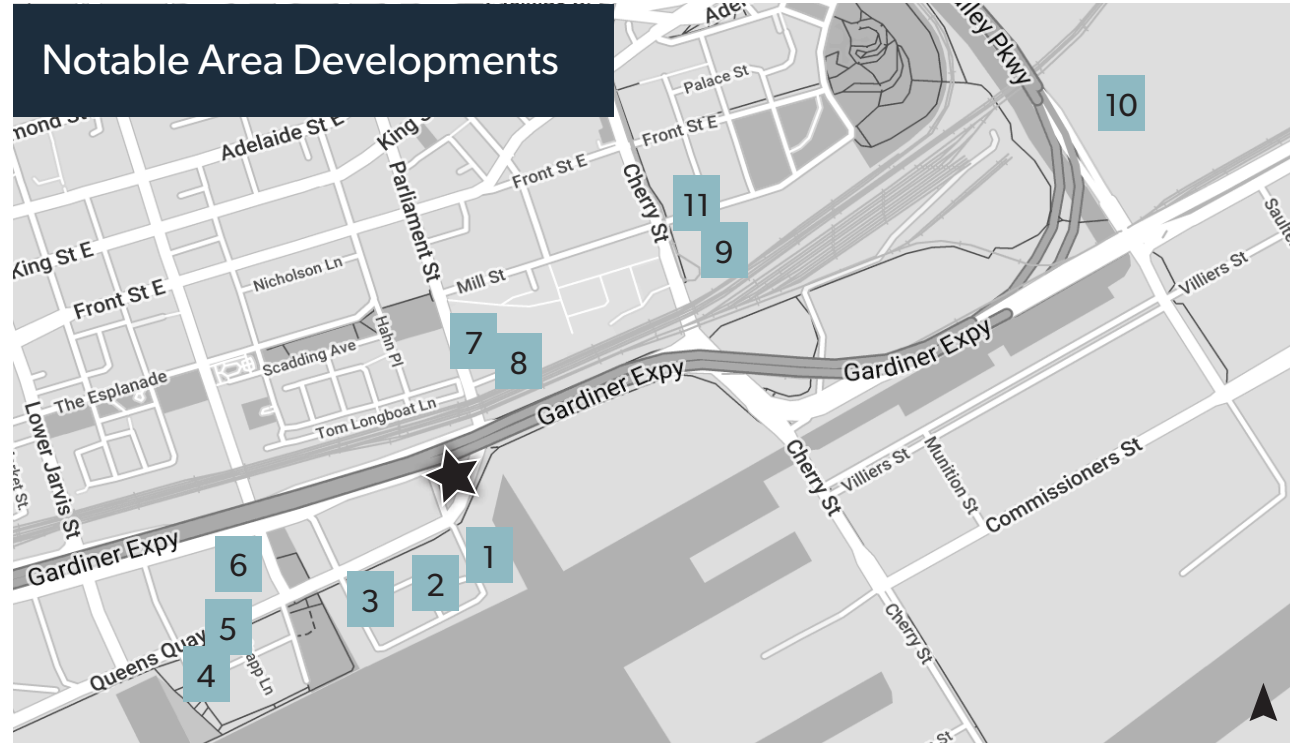 Notable Area Developments
Palace St
Front St E
Adelaide St E
Front St E
Parliament St
Cherry St
10
11
9
King St E
Nicholson Ln
Mill St
Front St E
Hahn Pl
7
8
Scadding Ave
The Esplanade
Tom Longboat Ln
Lower Jarvis St
Gardiner Expy
Gardiner Expy
Villiers St
Cherry St
Villiers St
Munition St
Commissioners St
Gardiner Expy
6
1
2
3
5
Queens Quay
4
Cherry St